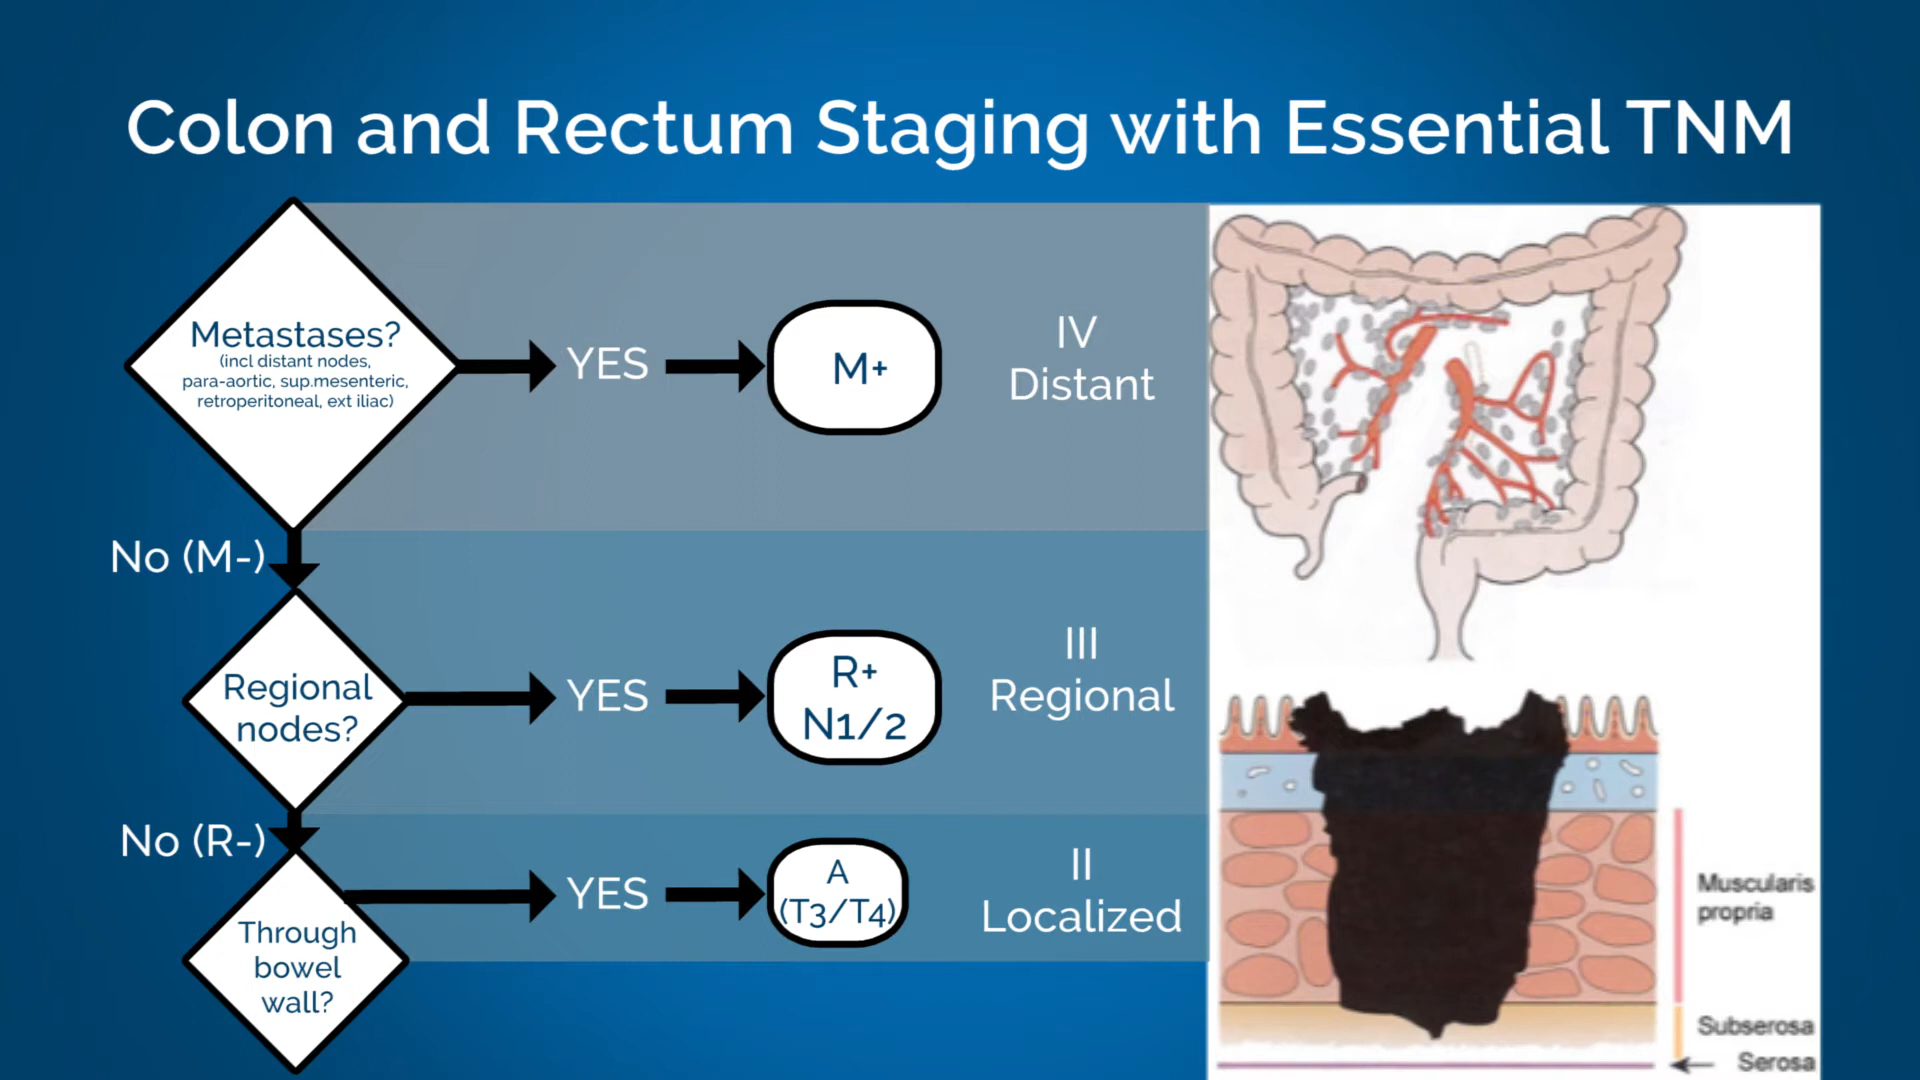 Colon and Rectum Staging with Essential TNM
Metastases?
(incl distant nodes,
para-aortic, sup.mesenteric,
retroperitoneal, ext iliac)
YES
M+
IV
Distant
No (M-)
Regional
nodes?
YES
R+
N1/2
III
Regional
No (R-)
Through
bowel
wall?
YES
A
(T3/T4)
II
Localized
Muscularis
propria
Subserosa
Serosa